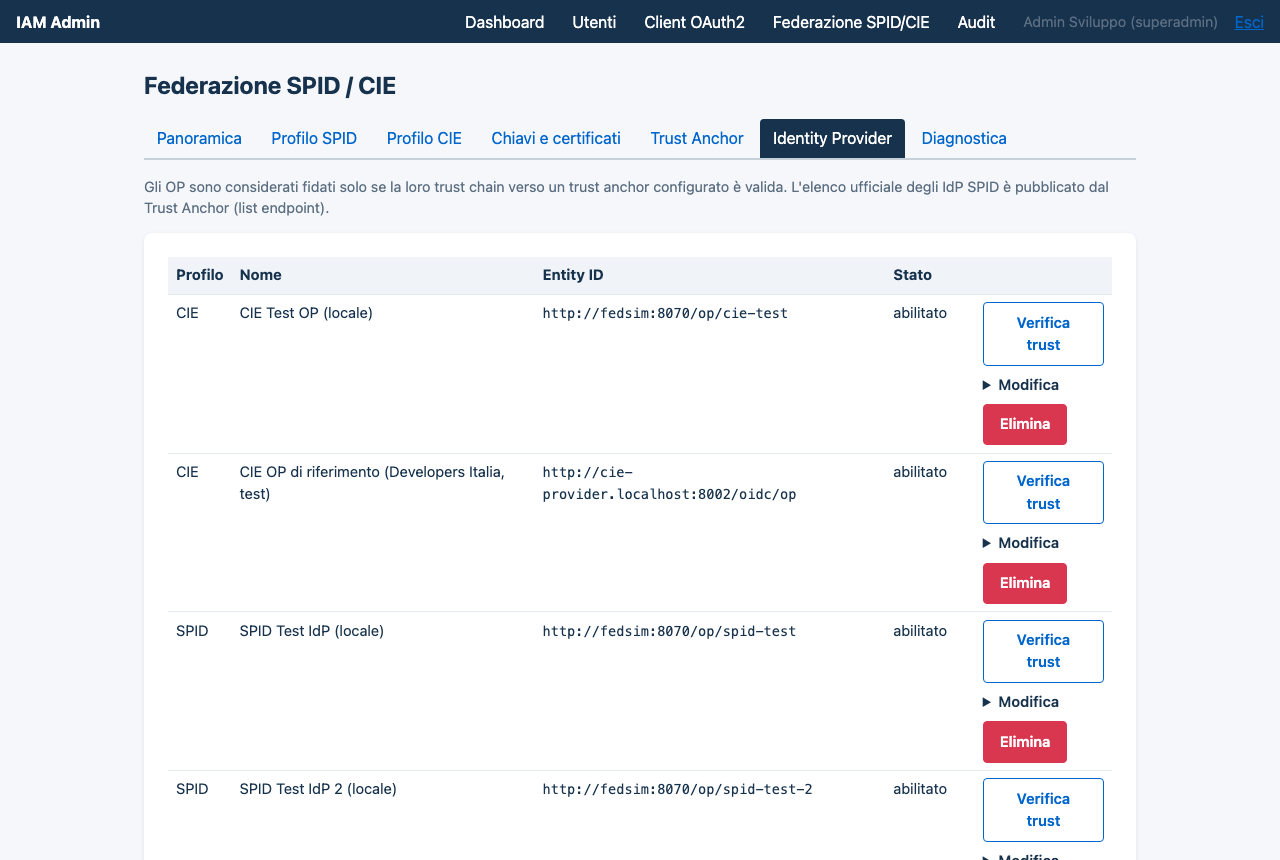 IAM Admin Dashboard Utenti Client OAuth2 Federazione SPID/CIE Audit Admin Sviluppo (superadmin) Esci
Federazione SPID / CIE
Panoramica Profilo SPID Profilo CIE Chiavi e certificati Trust Anchor Identity Provider Diagnostica
Gli OP sono considerati fidati solo se la loro trust chain verso un trust anchor configurato è valida. L'elenco ufficiale degli IdP SPID è pubblicato dal
Trust Anchor (list endpoint).
Profilo Nome Entity ID Stato
CIE CIE Test OP (locale) http://fedsim:8070/op/cie-test abilitato Verifica
trust
Modifica
Elimina
CIE CIE OP di riferimento (Developers Italia, http://cie- abilitato Verifica
test) provider.localhost:8002/oidc/op trust
Modifica
Elimina
SPID SPID Test IdP (locale) http://fedsim:8070/op/spid-test abilitato Verifica
trust
Modifica
Elimina
SPID SPID Test IdP 2 (locale) http://fedsim:8070/op/spid-test-2 abilitato Verifica
trust
Modifica